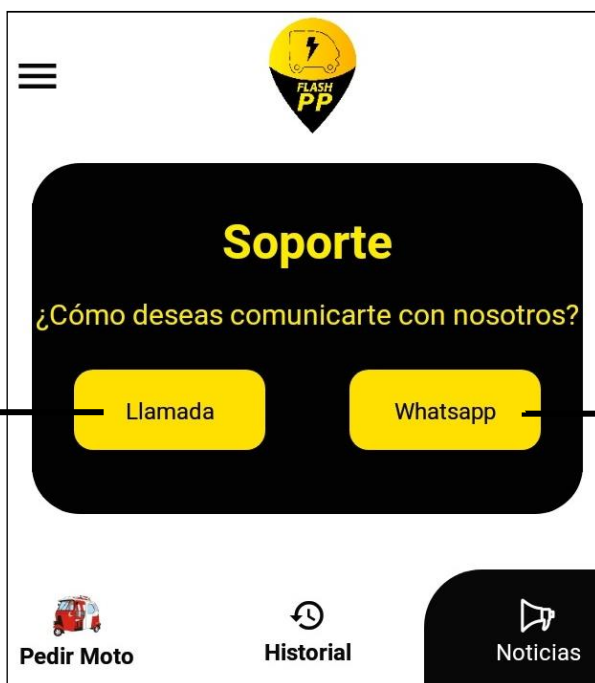 FLASH
PP
Soporte
¿Cómo deseas comunicarte con nosotros?
Llamada
Whatsapp
Pedir Moto
Historial
Noticias